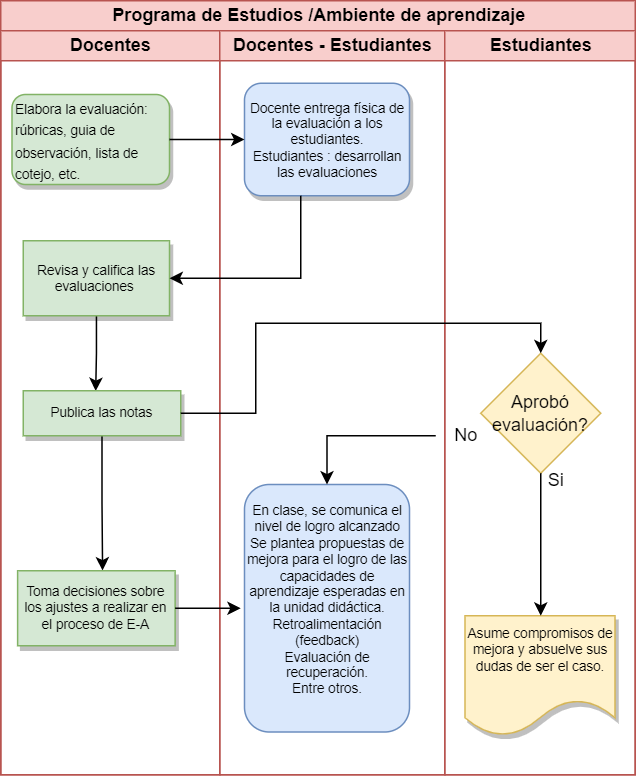 Programa de Estudios /Ambiente de aprendizaje
Docentes
Docentes - Estudiantes
Estudiantes
Elabora la evaluación:
rúbricas, guia de
observación, lista de
cotejo, etc.
Docente entrega física de
la evaluación a los
estudiantes.
Estudiantes : desarrollan
las evaluaciones
Revisa y califica las
evaluaciones
Publica las notas
Aprobó
evaluación?
No
Si
En clase, se comunica el
nivel de logro alcanzado
Se plantea propuestas de
mejora para el logro de las
capacidades de
aprendizaje esperadas en
la unidad didáctica.
Retroalimentación
(feedback)
Evaluación de
recuperación.
Entre otros.
Toma decisiones sobre
los ajustes a realizar en
el proceso de E-A
Asume compromisos de
mejora y absuelve sus
dudas de ser el caso.